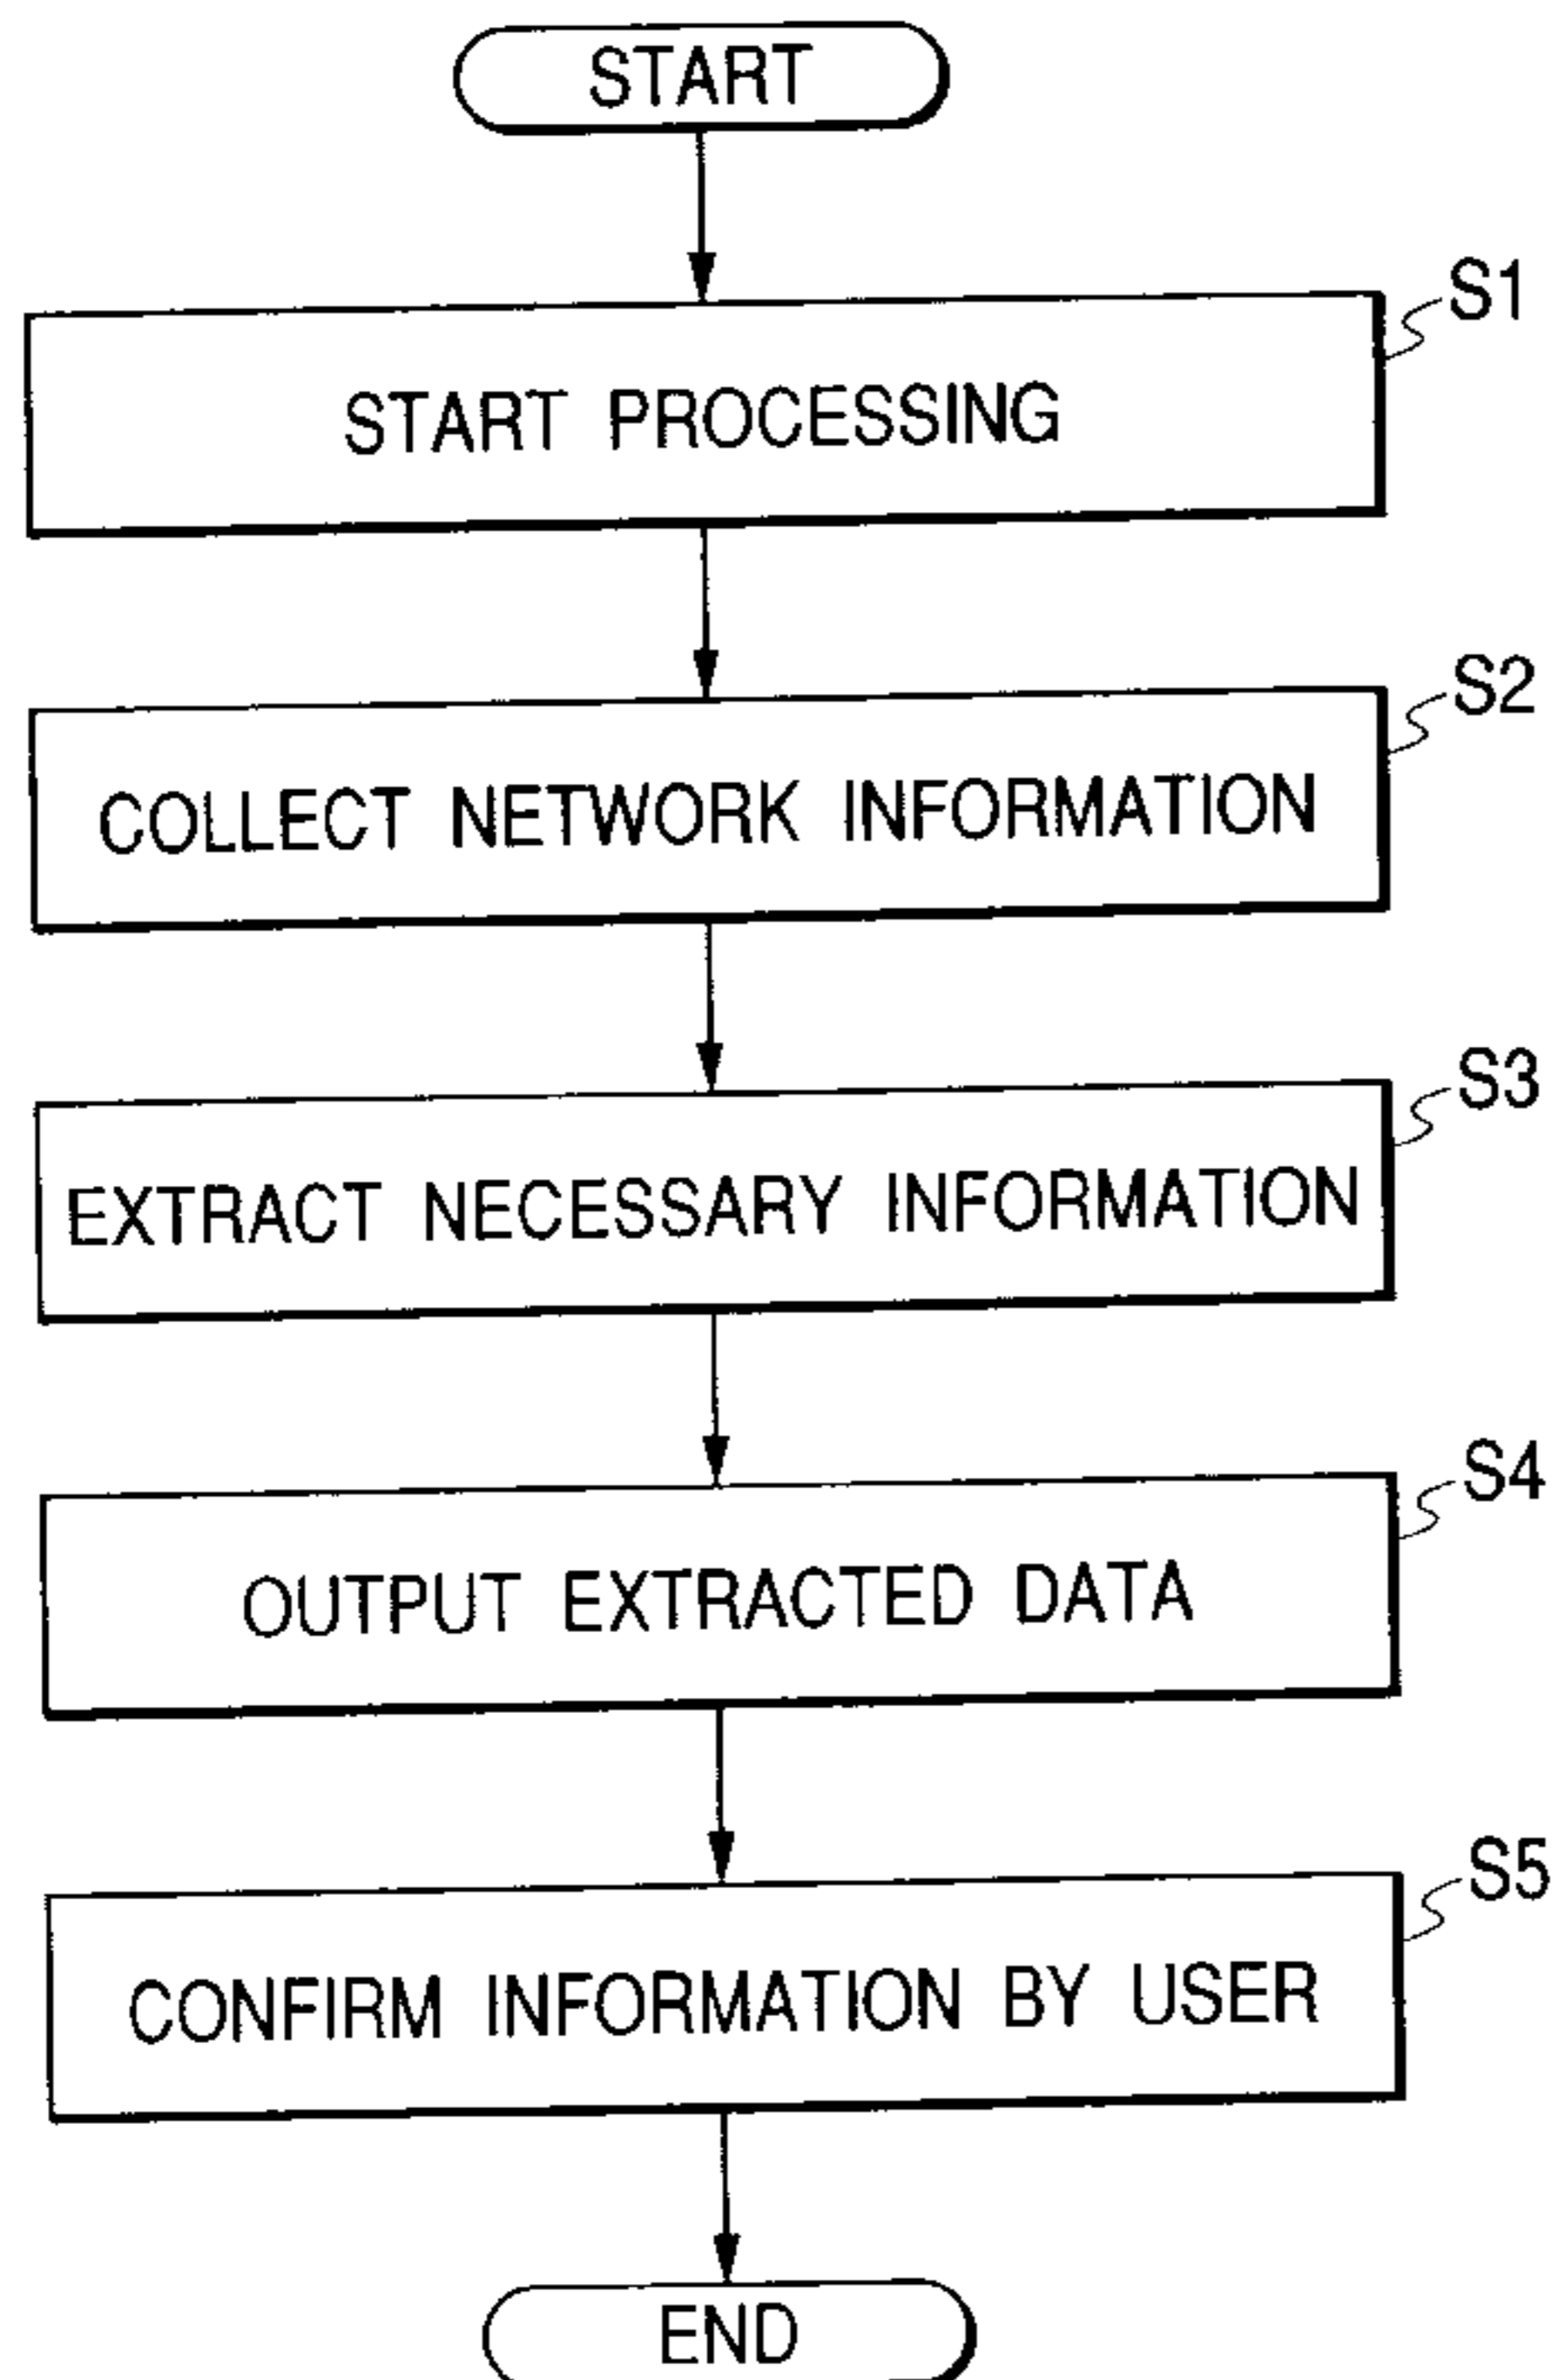 START
S1
START PROCESSING
S2
COLLECT NETWORK INFORMATION
S3
EXTRACT NECESSARY INFORMATION
S4
OUTPUT EXTRACTED DATA
S5
CONFIRM INFORMATION BY USER
END